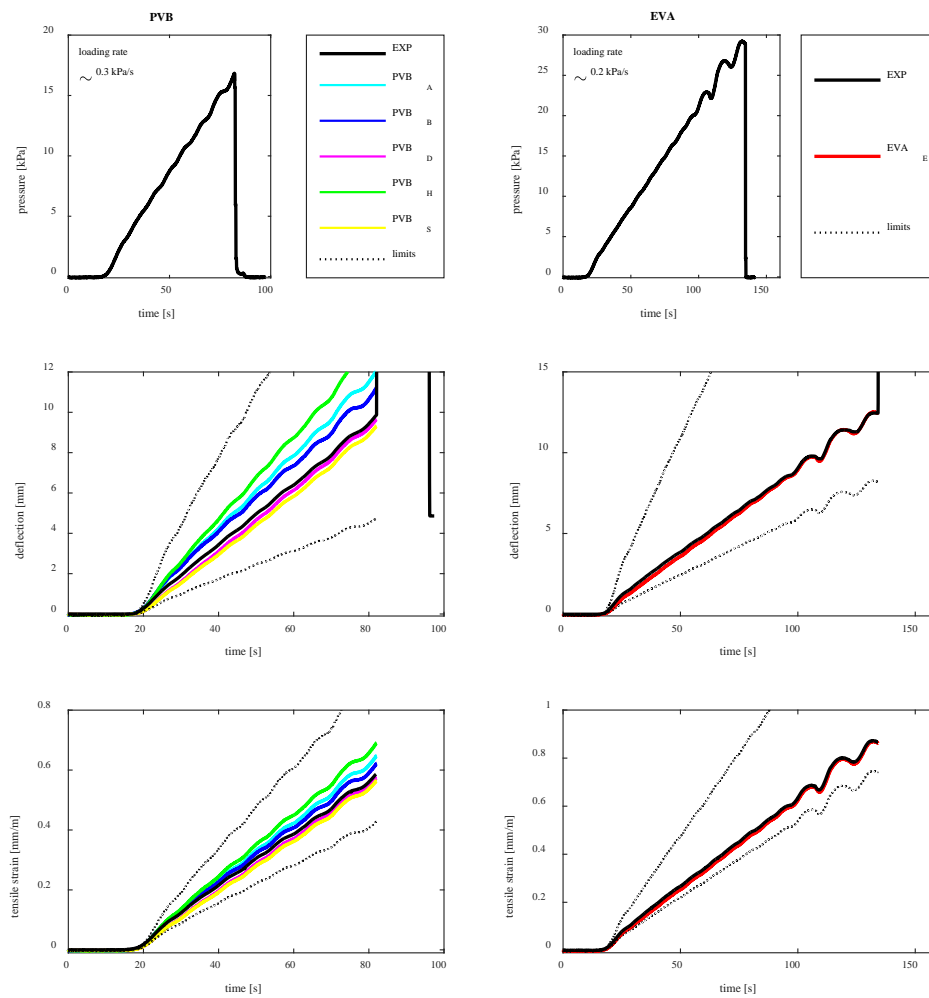 PVB
EVA
20
15
10
5
0
pressure [kPa]
loading rate
~ 0.3 kPa/s
0 50 100
time [s]
EXP
PVB A
PVB B
PVB D
PVB H
PVB S
limits
30
25
20
15
10
5
0
pressure [kPa]
loading rate
~ 0.2 kPa/s
0 50 100 150
time [s]
EXP
EVA E
limits
12
10
8
6
4
2
0
deflection [mm]
0 20 40 60 80 100
time [s]
15
10
5
0
deflection [mm]
0 50 100 150
time [s]
0.8
0.6
0.4
0.2
0
tensile strain [mm/m]
0 20 40 60 80 100
time [s]
1
0.8
0.6
0.4
0.2
0
tensile strain [mm/m]
0 50 100 150
time [s]